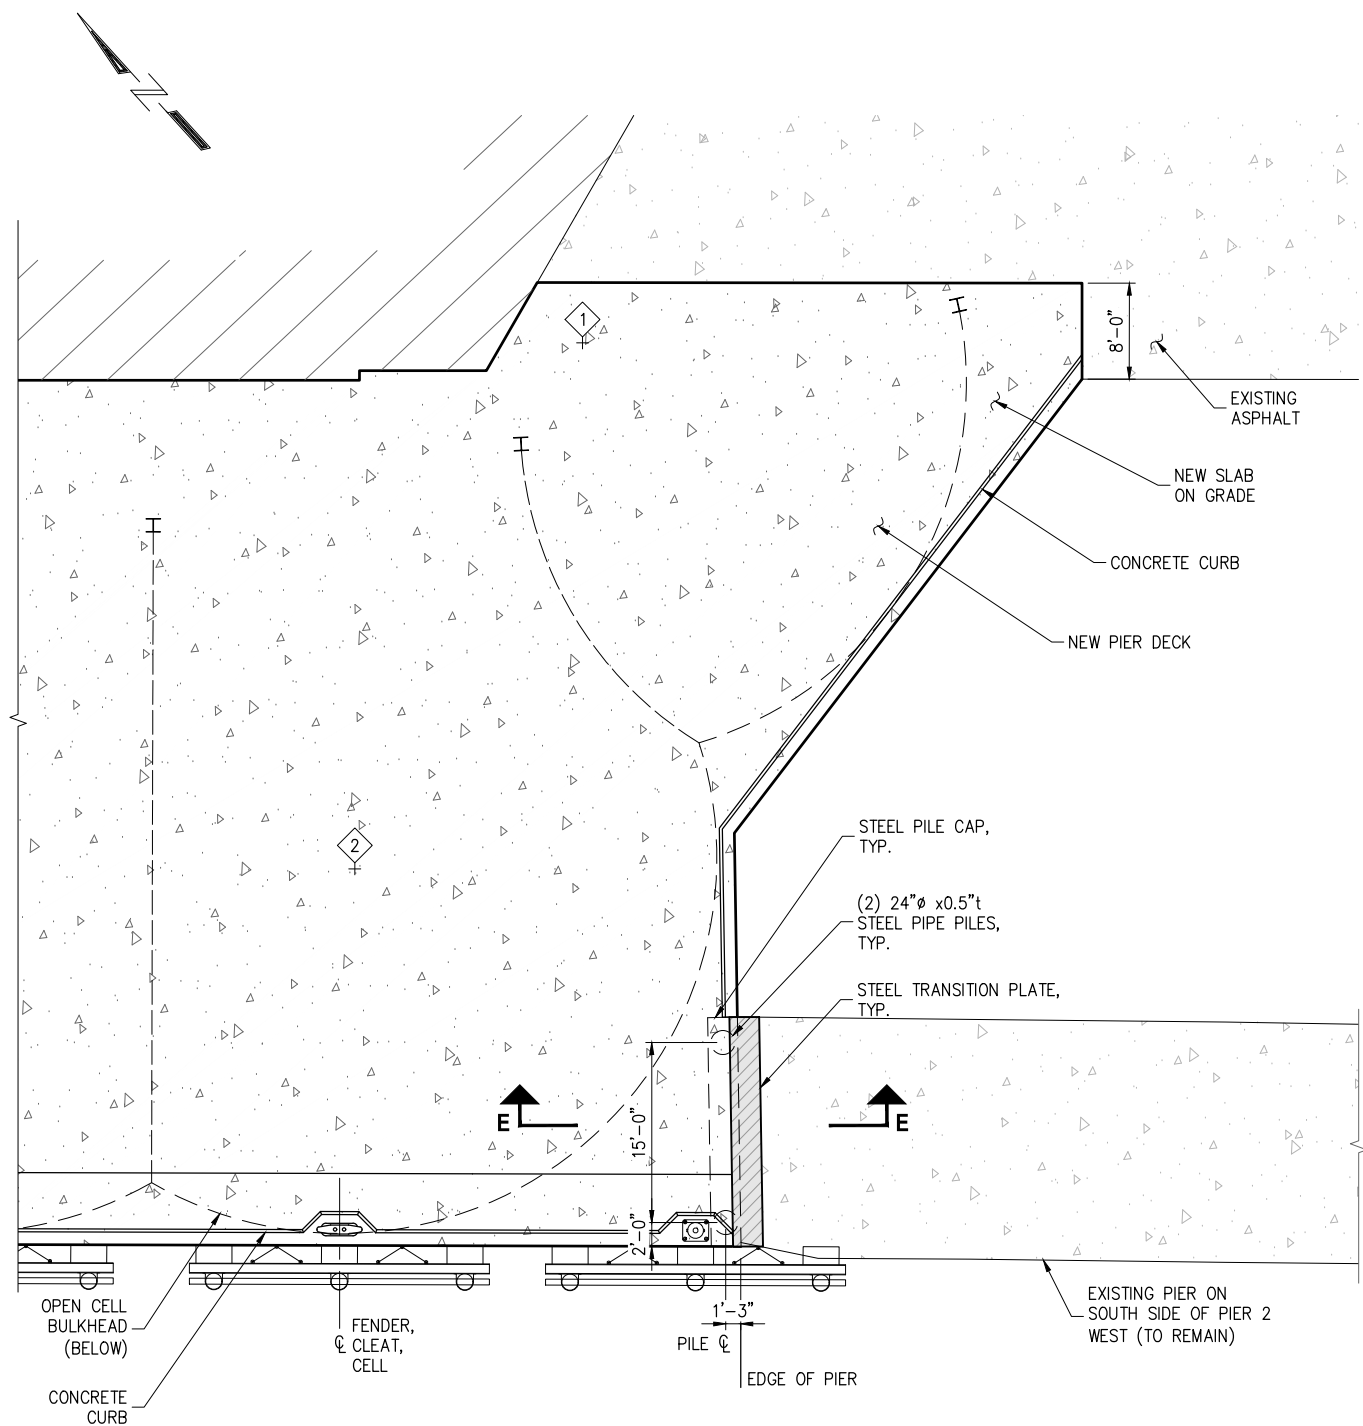 N
1
8'-0"
EXISTING
ASPHALT
NEW SLAB
ON GRADE
CONCRETE CURB
NEW PIER DECK
2
STEEL PILE CAP,
TYP.
(2) 24"ø x0.5"t
STEEL PIPE PILES,
TYP.
STEEL TRANSITION PLATE,
TYP.
E
E
15'-0"
2'-0"
1'-3"
PILE ℄
EDGE OF PIER
OPEN CELL
BULKHEAD
(BELOW)
CONCRETE
CURB
℄ FENDER,
CLEAT,
CELL
EXISTING PIER ON
SOUTH SIDE OF PIER 2
WEST (TO REMAIN)